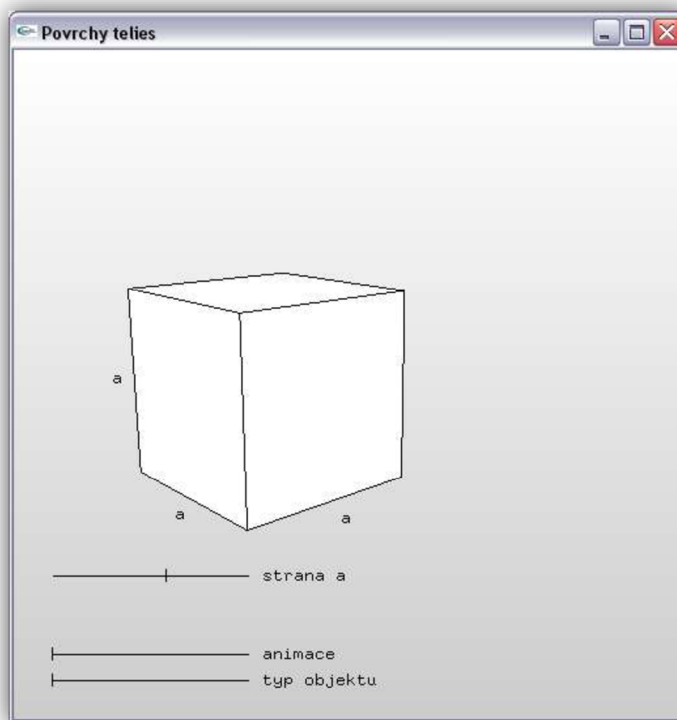 Povrchy telies
a
a
a
strana a
animace
typ objektu